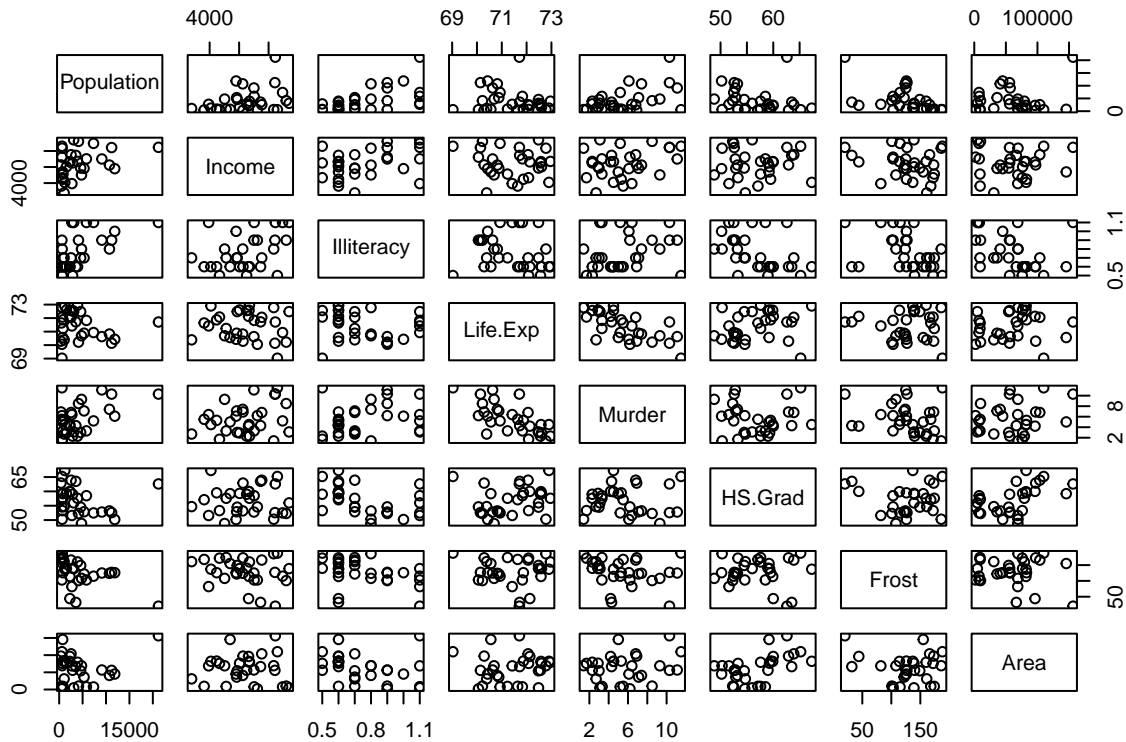 4000
69 71 73
50 60
0 100000
Population
0
4000
Income
Illiteracy
0.5 1.1
69 73
Life.Exp
Murder
2 8
50 65
HS.Grad
Frost
50
0
Area
0 15000
0.5 0.8 1.1
2 6 10
50 150